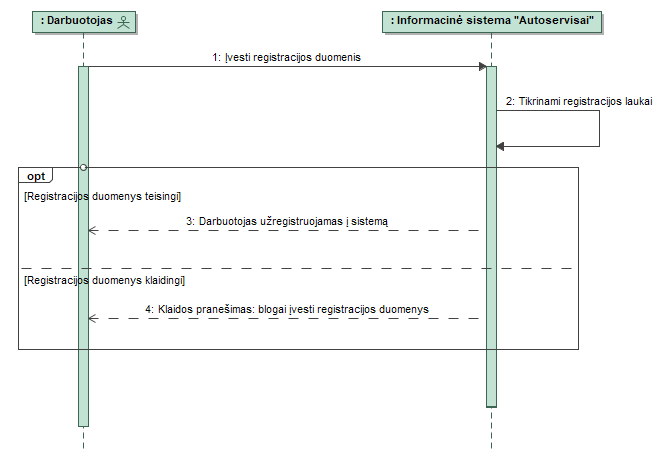 : Darbuotojas
: Informacinė sistema "Autoservisai"
1: Įvesti registracijos duomenis
2: Tikrinami registracijos laukai
opt
[Registracijos duomenys teisingi]
3: Darbuotojas užregistruojamas į sistemą
[Registracijos duomenys klaidingi]
4: Klaidos pranešimas: blogai įvesti registracijos duomenys